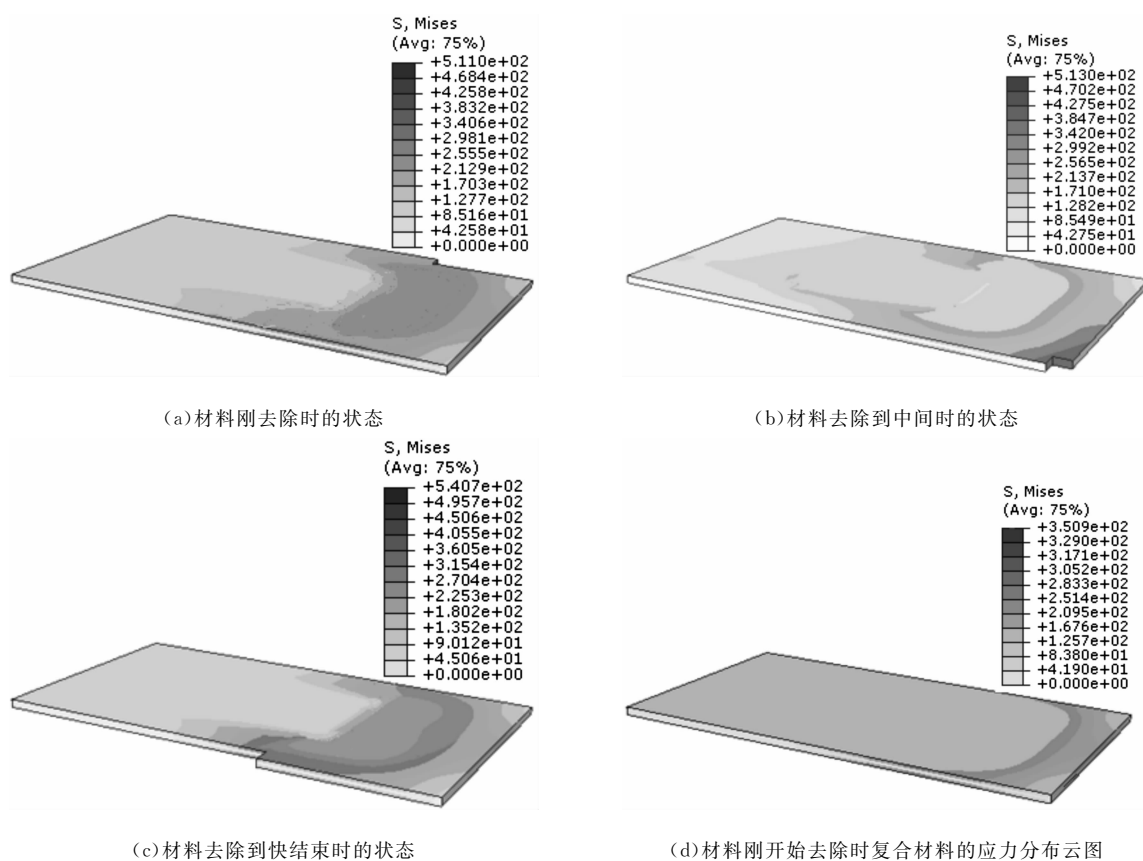 S, Mises
(Avg: 75%)
+5.110e+02
+4.684e+02
+4.258e+02
+3.832e+02
+3.406e+02
+2.981e+02
+2.555e+02
+2.129e+02
+1.703e+02
+1.277e+02
+8.516e+01
+4.258e+01
+0.000e+00
(a)材料刚去除时的状态
S, Mises
(Avg: 75%)
+5.130e+02
+4.702e+02
+4.275e+02
+3.847e+02
+3.420e+02
+2.992e+02
+2.565e+02
+2.137e+02
+1.710e+02
+1.282e+02
+8.549e+01
+4.275e+01
+0.000e+00
(b)材料去除到中间时的状态
S, Mises
(Avg: 75%)
+5.407e+02
+4.957e+02
+4.506e+02
+4.055e+02
+3.605e+02
+3.154e+02
+2.704e+02
+2.253e+02
+1.802e+02
+1.352e+02
+9.012e+01
+4.506e+01
+0.000e+00
(c)材料去除到快结束时的状态
S, Mises
(Avg: 75%)
+3.509e+02
+3.290e+02
+3.171e+02
+3.052e+02
+2.833e+02
+2.514e+02
+2.095e+02
+1.676e+02
+1.257e+02
+8.380e+01
+4.190e+01
+0.000e+00
(d)材料刚开始去除时复合材料的应力分布云图